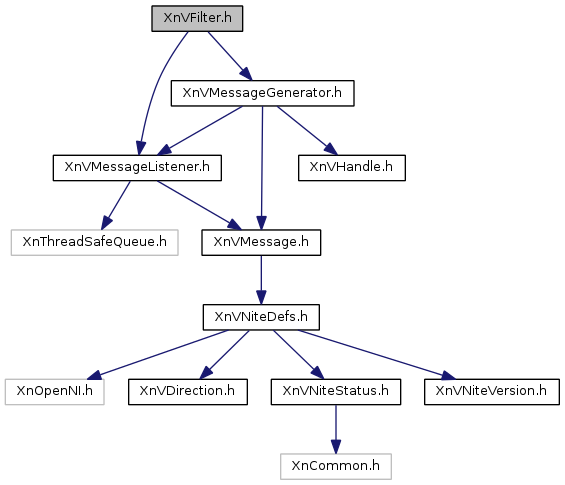 XnVFilter.h
XnVMessageGenerator.h
XnVMessageListener.h
XnVHandle.h
XnThreadSafeQueue.h
XnVMessage.h
XnVNiteDefs.h
XnOpenNI.h
XnVDirection.h
XnVNiteStatus.h
XnVNiteVersion.h
XnCommon.h